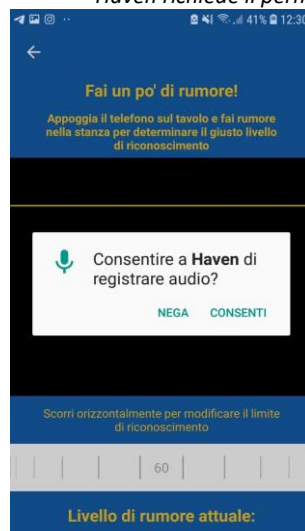 Haven richiede il perm
41% 12:30
Fai un po' di rumore!
Appoggia il telefono sul tavolo e fai rumore
nella stanza per determinare il giusto livello
di riconoscimento
Consentire a Haven di
registrare audio?
NEGA CONSENTI
Scorri orizzontalmente per modificare il limite
di riconoscimento
60
Livello di rumore attuale: